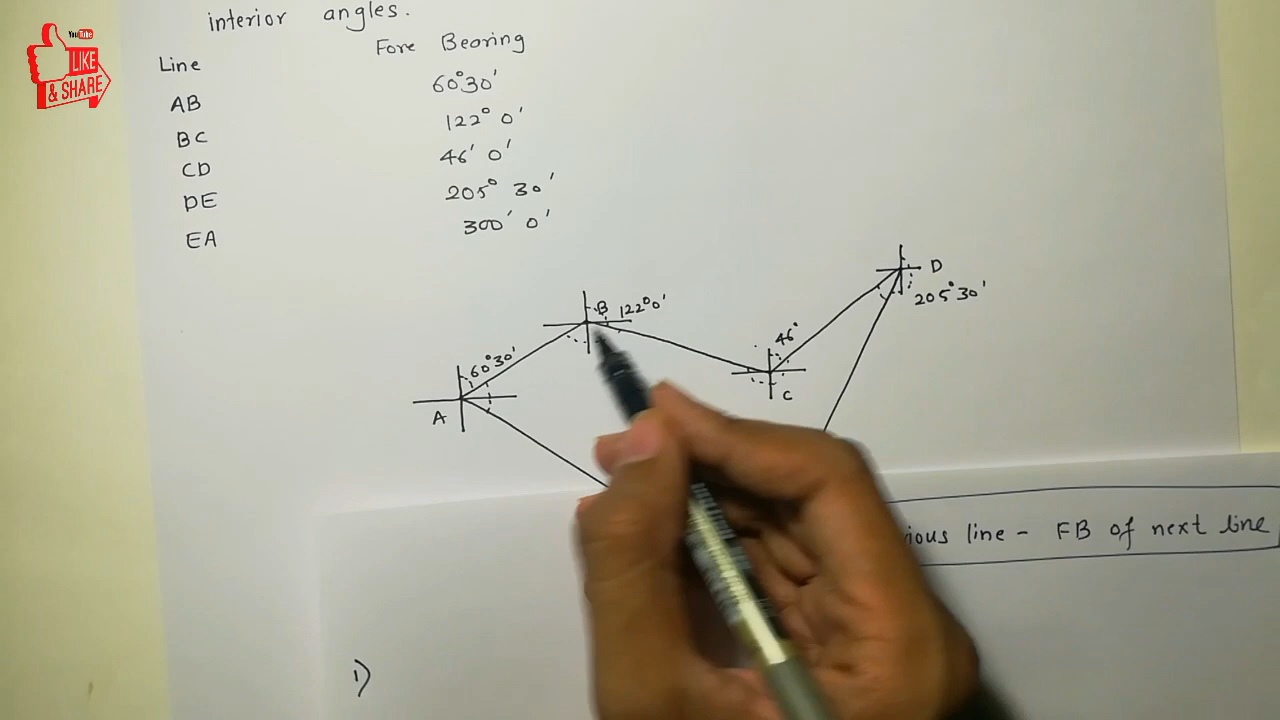 interior angles.
Line Fore Bearing
AB 60°30'
BC 122° 0'
CD 46' 0'
DE 205° 30'
EA 300' 0'
YouTube
LIKE
& SHARE
D
205°30'
B 122°0'
46°
60°30'
C
A
line - FB of next line
1)